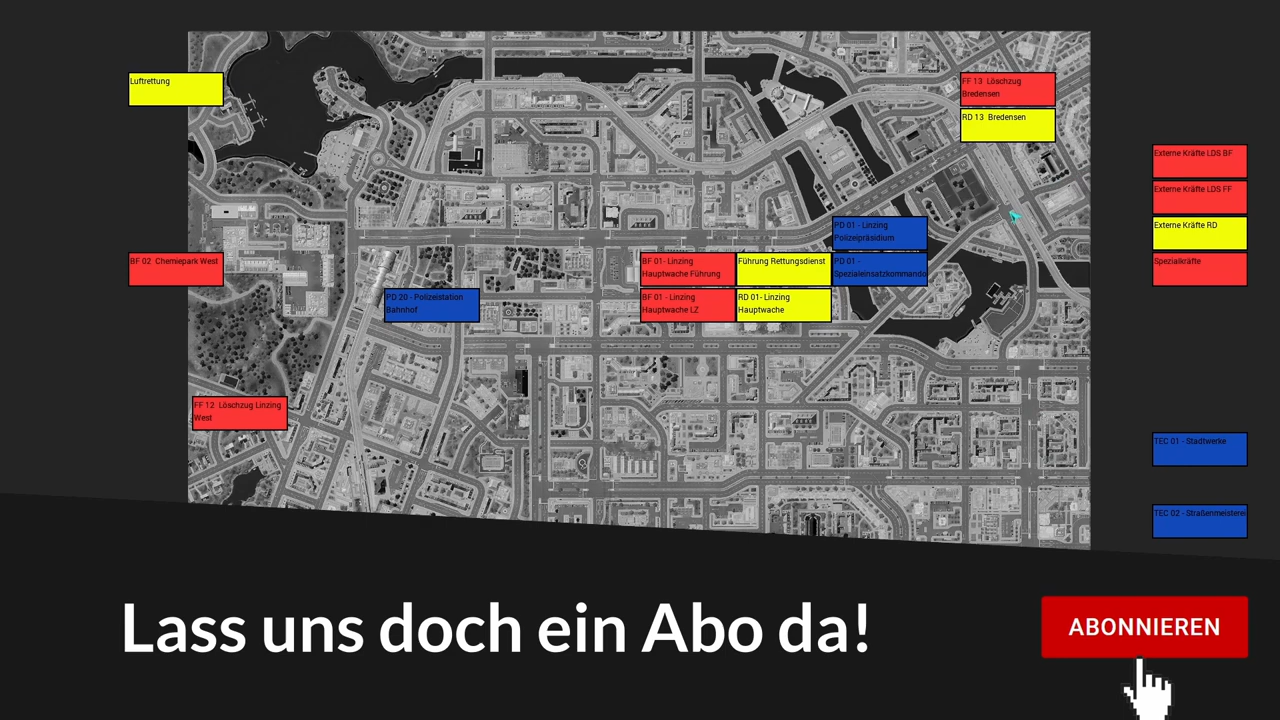 Luftrettung
FF 13 Löschzug
Bredensen
RD 13 Bredensen
Externe Kräfte LDS BF
Externe Kräfte LDS FF
Externe Kräfte RD
Spezialkräfte
PD 01 - Linzing
Polizeipräsidium
BF 02 Chemiepark West
BF 01- Linzing
Hauptwache Führung
Führung Rettungsdienst
PD 01 -
Spezialeinsatzkommando
PD 20 - Polizeistation
Bahnhof
BF 01 - Linzing
Hauptwache LZ
RD 01- Linzing
Hauptwache
FF 12 Löschzug Linzing
West
TEC 01 - Stadtwerke
TEC 02 - Straßenmeisterei
Lass uns doch ein Abo da!
ABONNIEREN